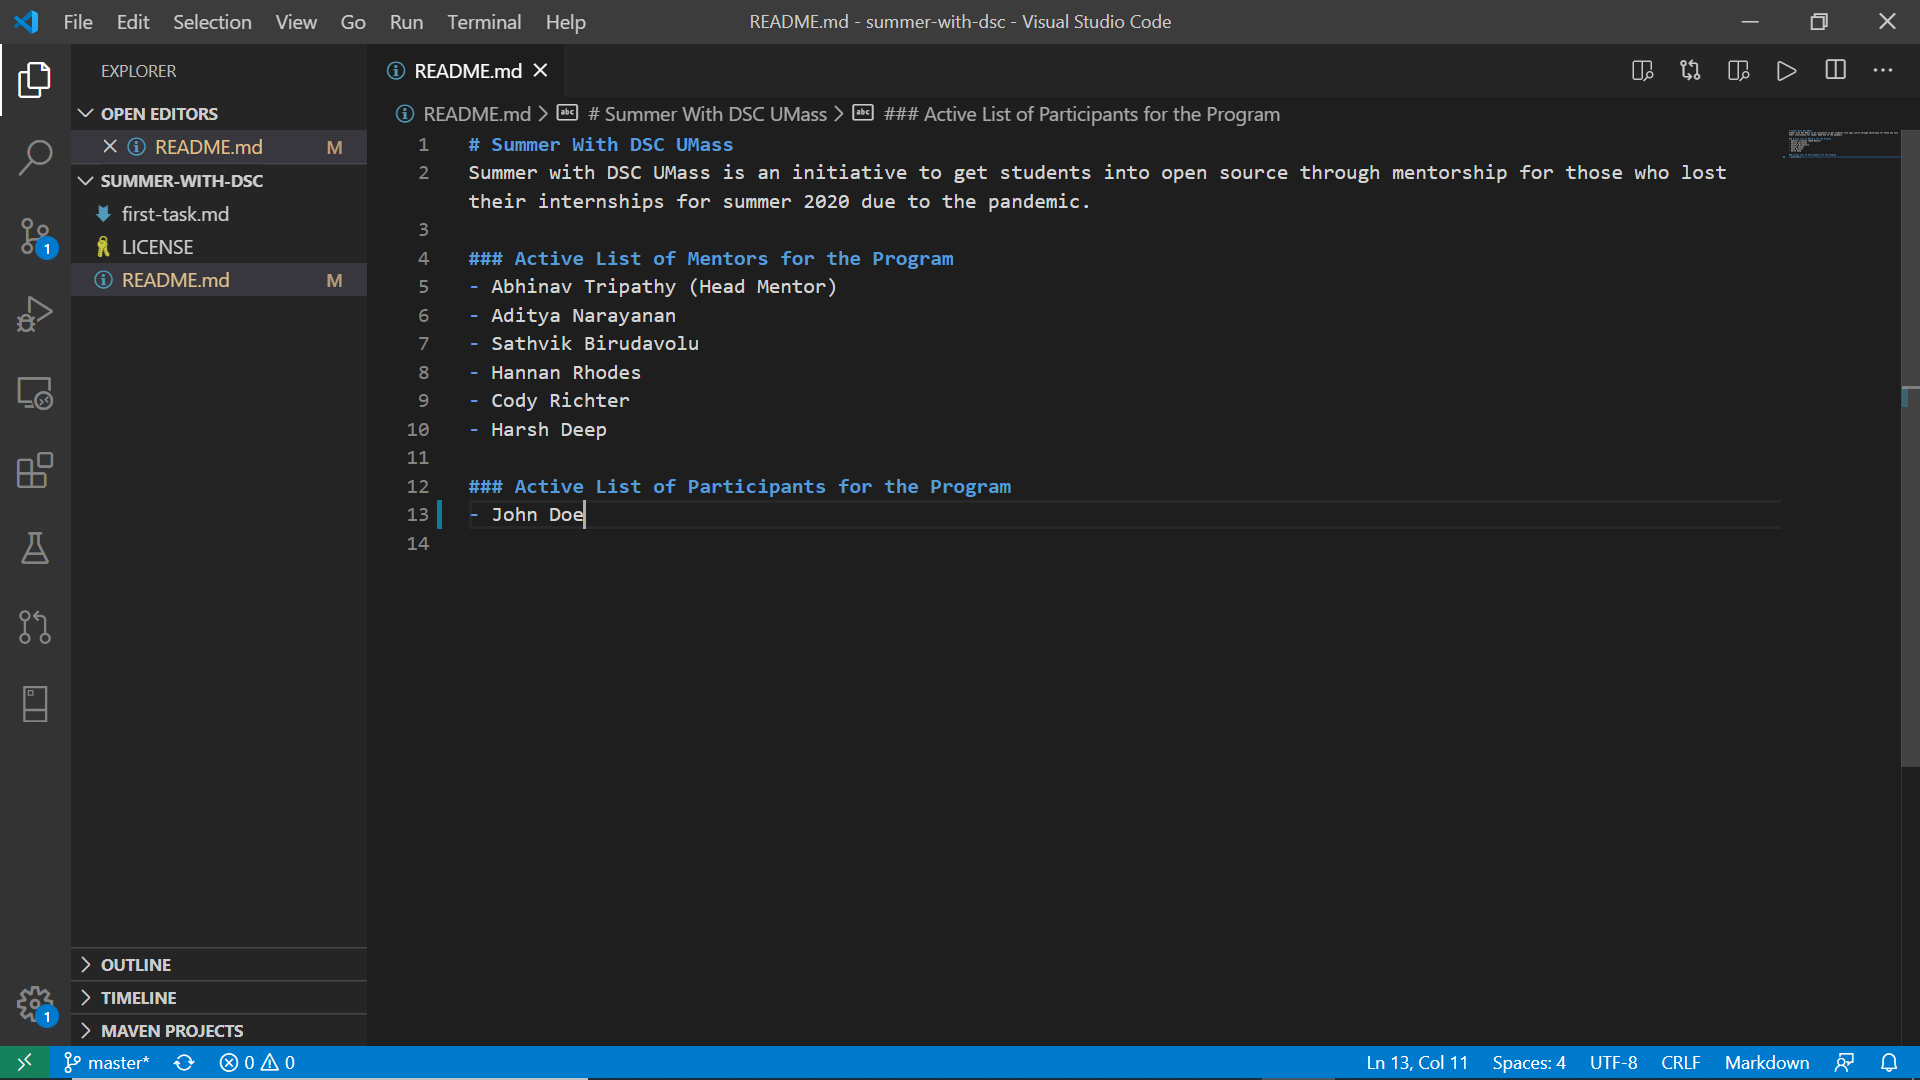 File Edit Selection View Go Run Terminal Help README.md - summer-with-dsc - Visual Studio Code
EXPLORER
README.md
OPEN EDITORS
README.md M
SUMMER-WITH-DSC
first-task.md
LICENSE
README.md M
OUTLINE
TIMELINE
MAVEN PROJECTS
1
1
README.md > abc # Summer With DSC UMass > abc ### Active List of Participants for the Program
1 # Summer With DSC UMass
2 Summer with DSC UMass is an initiative to get students into open source through mentorship for those who lost
their internships for summer 2020 due to the pandemic.
3
4 ### Active List of Mentors for the Program
5 - Abhinav Tripathy (Head Mentor)
6 - Aditya Narayanan
7 - Sathvik Birudavolu
8 - Hannan Rhodes
9 - Cody Richter
10 - Harsh Deep
11
12 ### Active List of Participants for the Program
13 - John Doe
14
master* 0 0 Ln 13, Col 11 Spaces: 4 UTF-8 CRLF Markdown